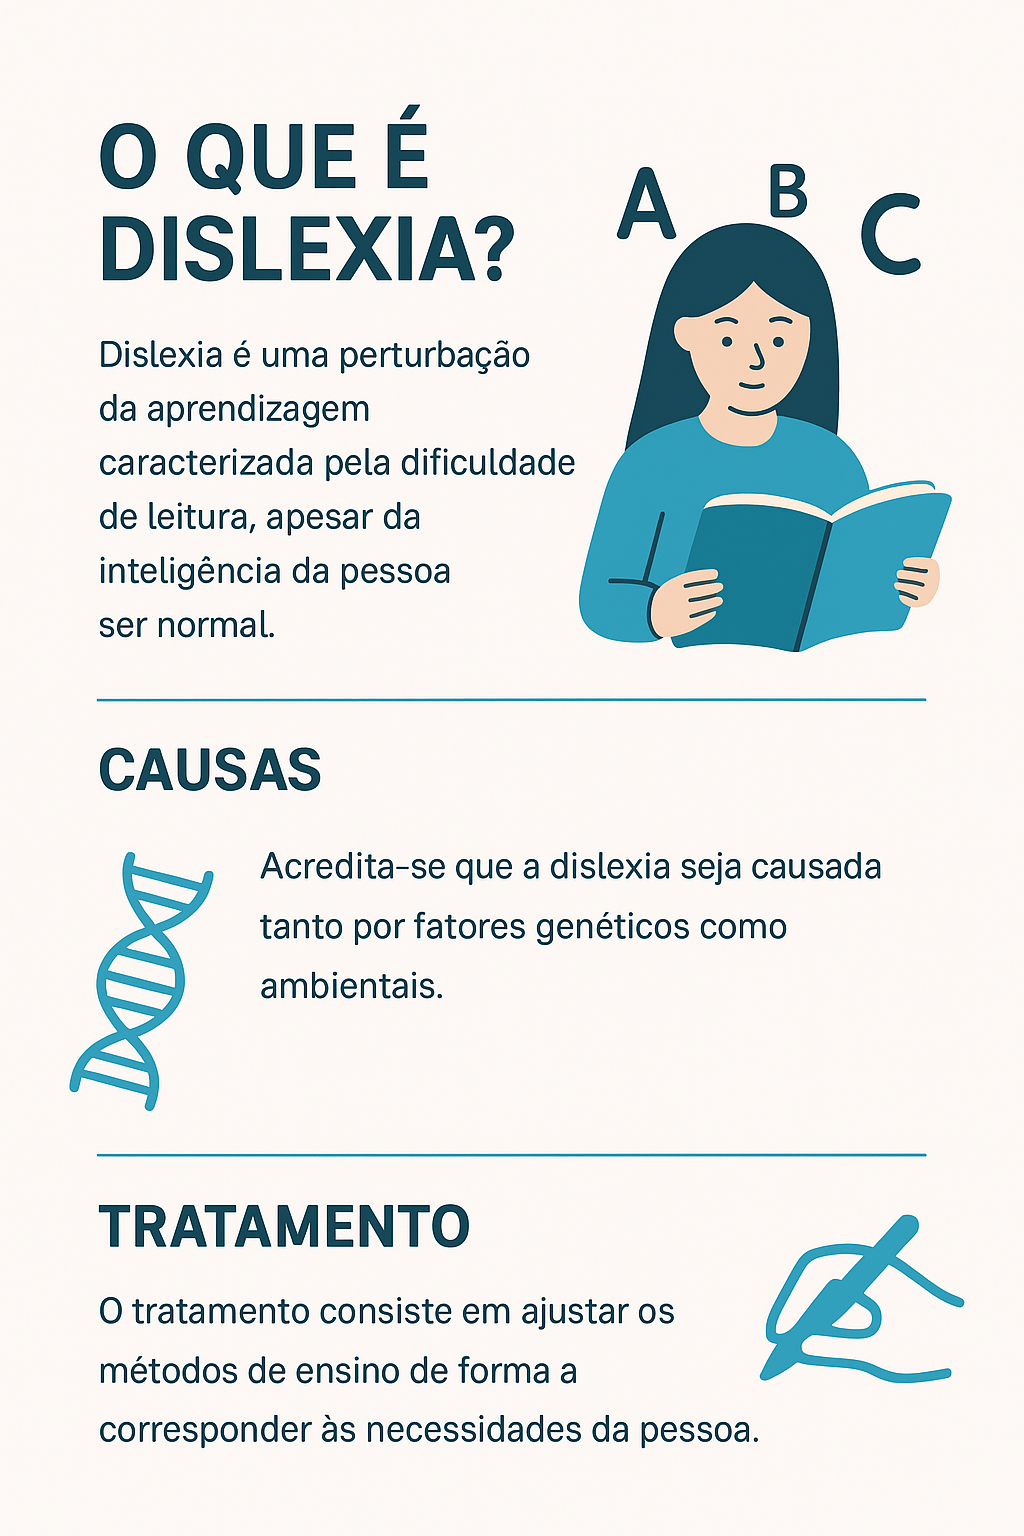 O QUE É
DISLEXIA?
A B C
Dislexia é uma perturbação
da aprendizagem
caracterizada pela dificuldade
de leitura, apesar da
inteligência da pessoa
ser normal.
CAUSAS
Acredita-se que a dislexia seja causada
tanto por fatores genéticos como
ambientais.
TRATAMENTO
O tratamento consiste em ajustar os
métodos de ensino de forma a
corresponder às necessidades da pessoa.